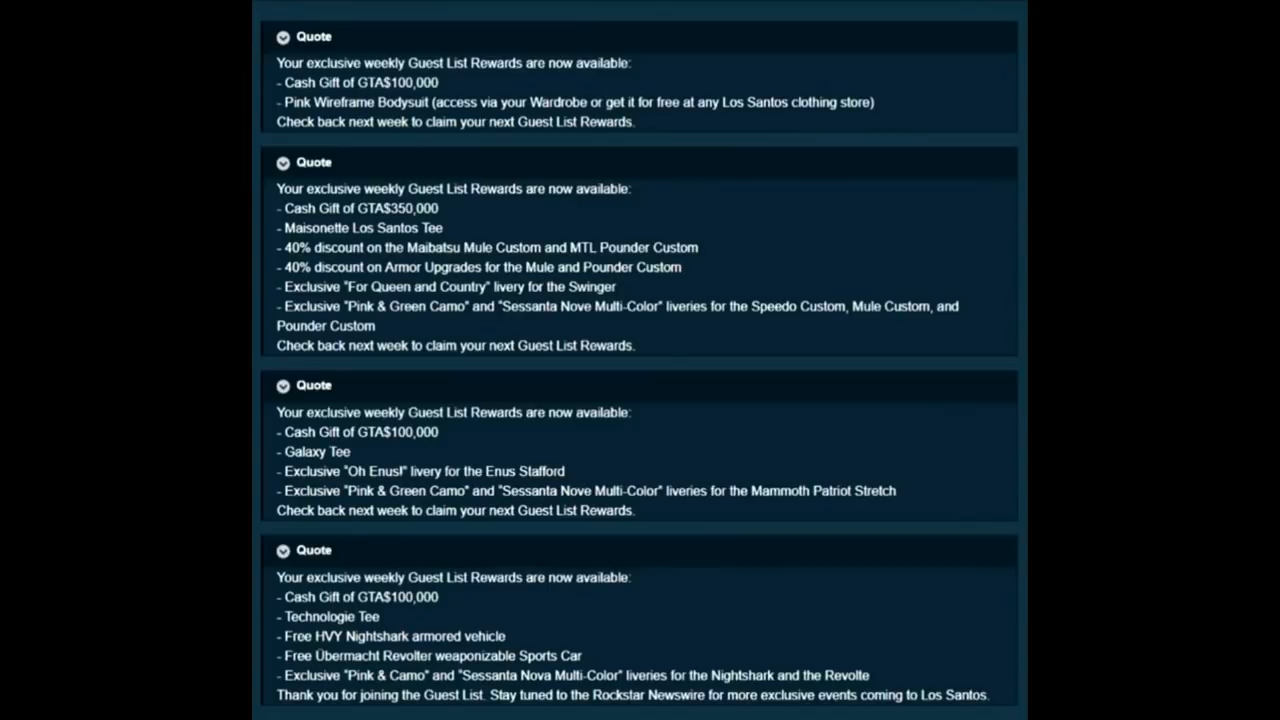 Quote
Your exclusive weekly Guest List Rewards are now available:
- Cash Gift of GTA$100,000
- Pink Wireframe Bodysuit (access via your Wardrobe or get it for free at any Los Santos clothing store)
Check back next week to claim your next Guest List Rewards.
Quote
Your exclusive weekly Guest List Rewards are now available:
- Cash Gift of GTA$350,000
- Maisonette Los Santos Tee
- 40% discount on the Maibatsu Mule Custom and MTL Pounder Custom
- 40% discount on Armor Upgrades for the Mule and Pounder Custom
- Exclusive "For Queen and Country" livery for the Swinger
- Exclusive "Pink & Green Camo" and "Sessanta Nove Multi-Color" liveries for the Speedo Custom, Mule Custom, and
Pounder Custom
Check back next week to claim your next Guest List Rewards.
Quote
Your exclusive weekly Guest List Rewards are now available:
- Cash Gift of GTA$100,000
- Galaxy Tee
- Exclusive "Oh Enus!" livery for the Enus Stafford
- Exclusive "Pink & Green Camo" and "Sessanta Nove Multi-Color" liveries for the Mammoth Patriot Stretch
Check back next week to claim your next Guest List Rewards.
Quote
Your exclusive weekly Guest List Rewards are now available:
- Cash Gift of GTA$100,000
- Technologie Tee
- Free HVY Nightshark armored vehicle
- Free Übermacht Revolter weaponizable Sports Car
- Exclusive "Pink & Camo" and "Sessanta Nova Multi-Color" liveries for the Nightshark and the Revolte
Thank you for joining the Guest List. Stay tuned to the Rockstar Newswire for more exclusive events coming to Los Santos.